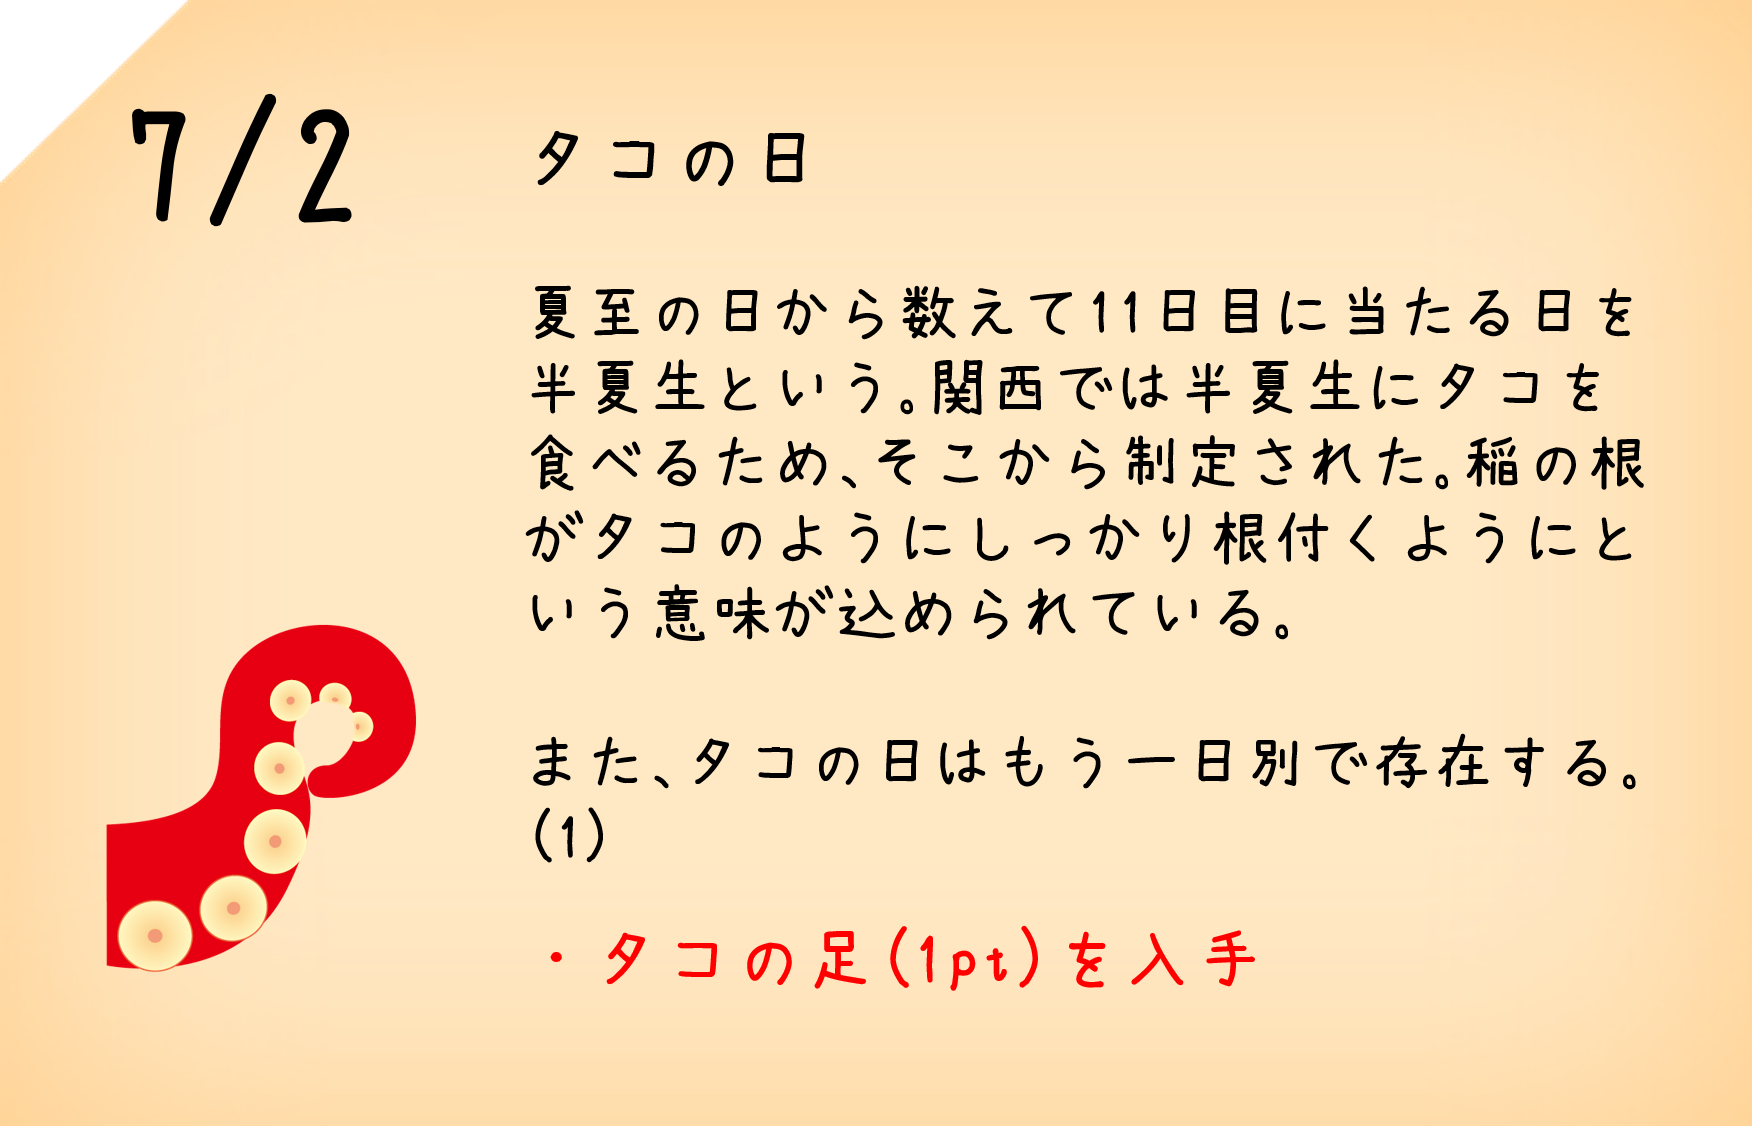 7/2
タコの日
夏至の日から数えて11日目に当たる日を
半夏生という。関西では半夏生にタコを
食べるため、そこから制定された。稲の根
がタコのようにしっかり根付くようにと
いう意味が込められている。
また、タコの日はもう一日別で存在する。
(1)
・タコの足(1pt)を入手